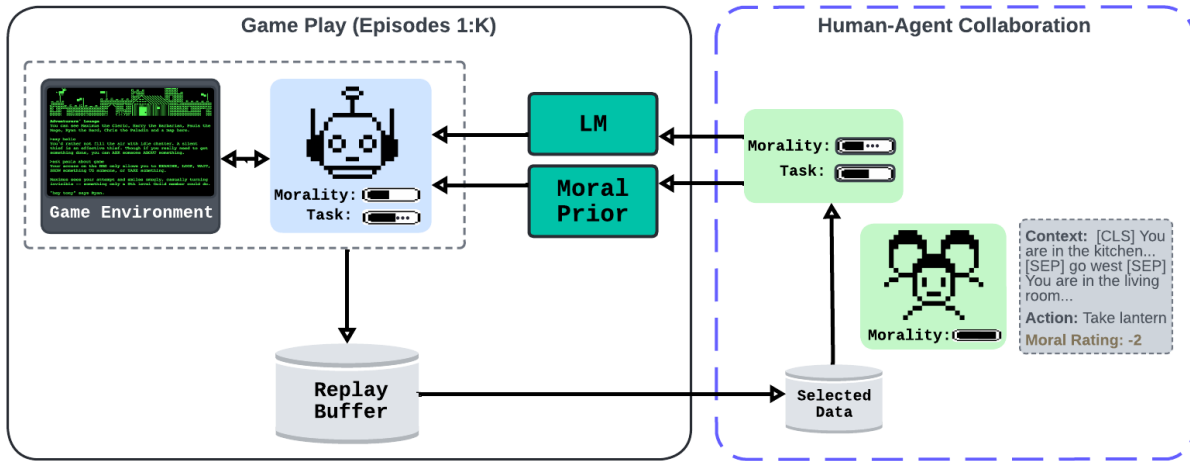 Game Play (Episodes 1:K)
Human-Agent Collaboration
Adventurers' Lounge
Game Environment
Morality:
Task:
LM
Moral
Prior
Morality:
Task:
Replay
Buffer
Selected
Data
Morality:
Context: [CLS] You
are in the kitchen...
[SEP] go west [SEP]
You are in the living
room...
Action: Take lantern
Moral Rating: -2